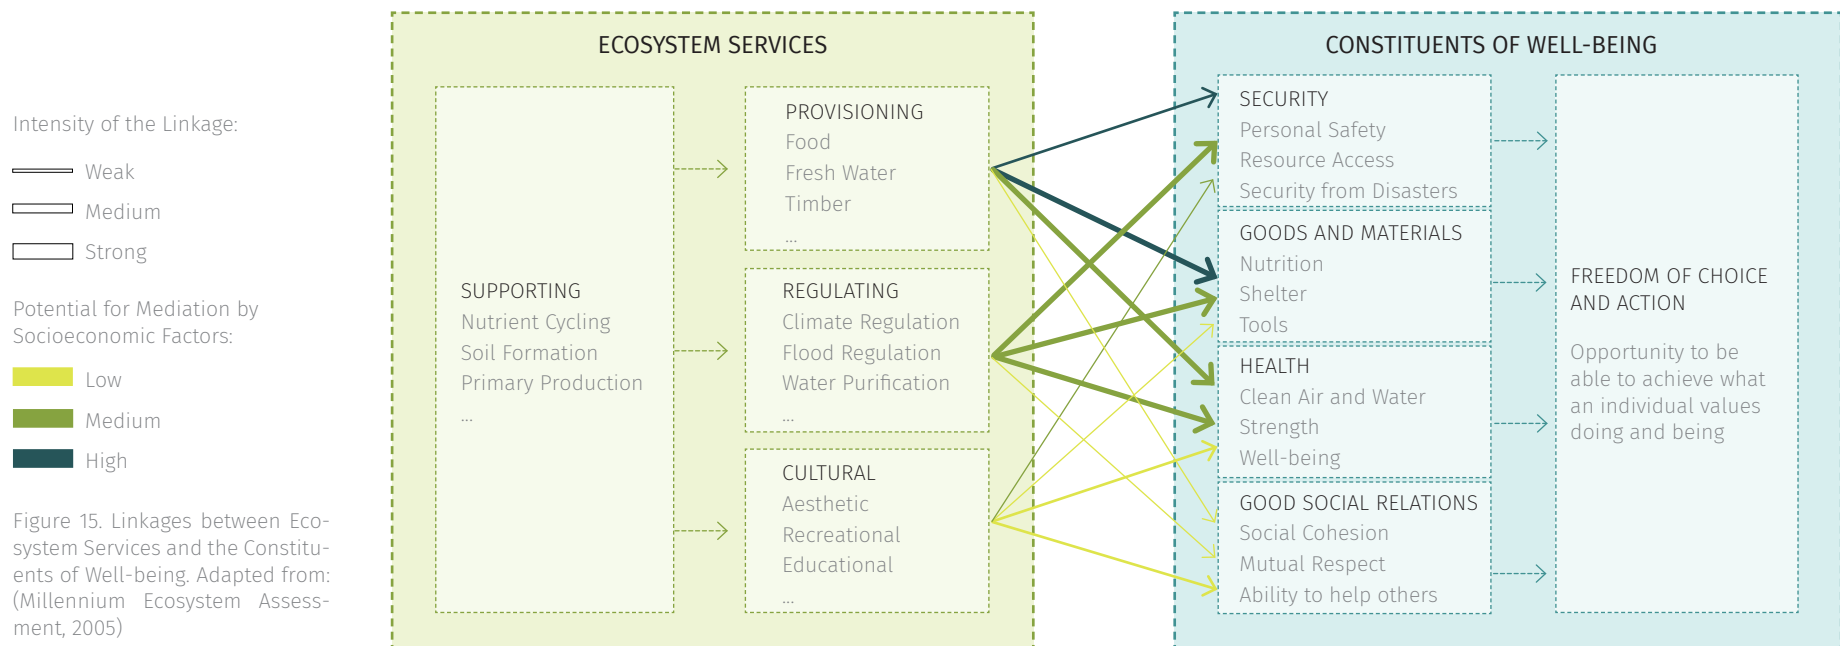 Intensity of the Linkage:
Weak
Medium
Strong
Potential for Mediation by
Socioeconomic Factors:
Low
Medium
High
Figure 15. Linkages between Eco-
system Services and the Constitu-
ents of Well-being. Adapted from:
(Millennium Ecosystem Assess-
ment, 2005)
ECOSYSTEM SERVICES
SUPPORTING
Nutrient Cycling
Soil Formation
Primary Production
...
PROVISIONING
Food
Fresh Water
Timber
...
REGULATING
Climate Regulation
Flood Regulation
Water Purification
...
CULTURAL
Aesthetic
Recreational
Educational
...
CONSTITUENTS OF WELL-BEING
SECURITY
Personal Safety
Resource Access
Security from Disasters
GOODS AND MATERIALS
Nutrition
Shelter
Tools
HEALTH
Clean Air and Water
Strength
Well-being
GOOD SOCIAL RELATIONS
Social Cohesion
Mutual Respect
Ability to help others
FREEDOM OF CHOICE
AND ACTION
Opportunity to be
able to achieve what
an individual values
doing and being